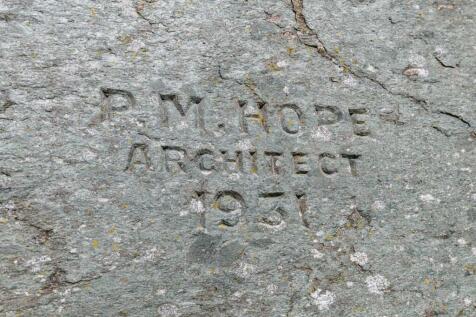 P. M. HOPE
ARCHITECT
1931